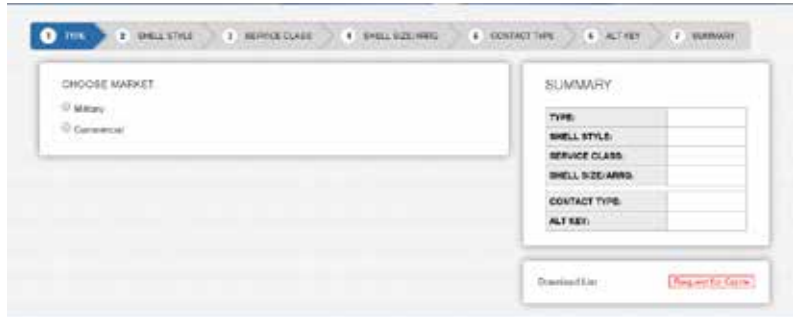 1 TYPE 2 SHELL STYLE 3 SERVICE CLASS 4 SHELL SIZE/ARRG 5 CONTACT TYPE 6 ALT KEY 7 SUMMARY
CHOOSE MARKET
Military
Commercial
SUMMARY
TYPE:
SHELL STYLE:
SERVICE CLASS:
SHELL SIZE/ARRG:
CONTACT TYPE:
ALT KEY:
Download List
Request for